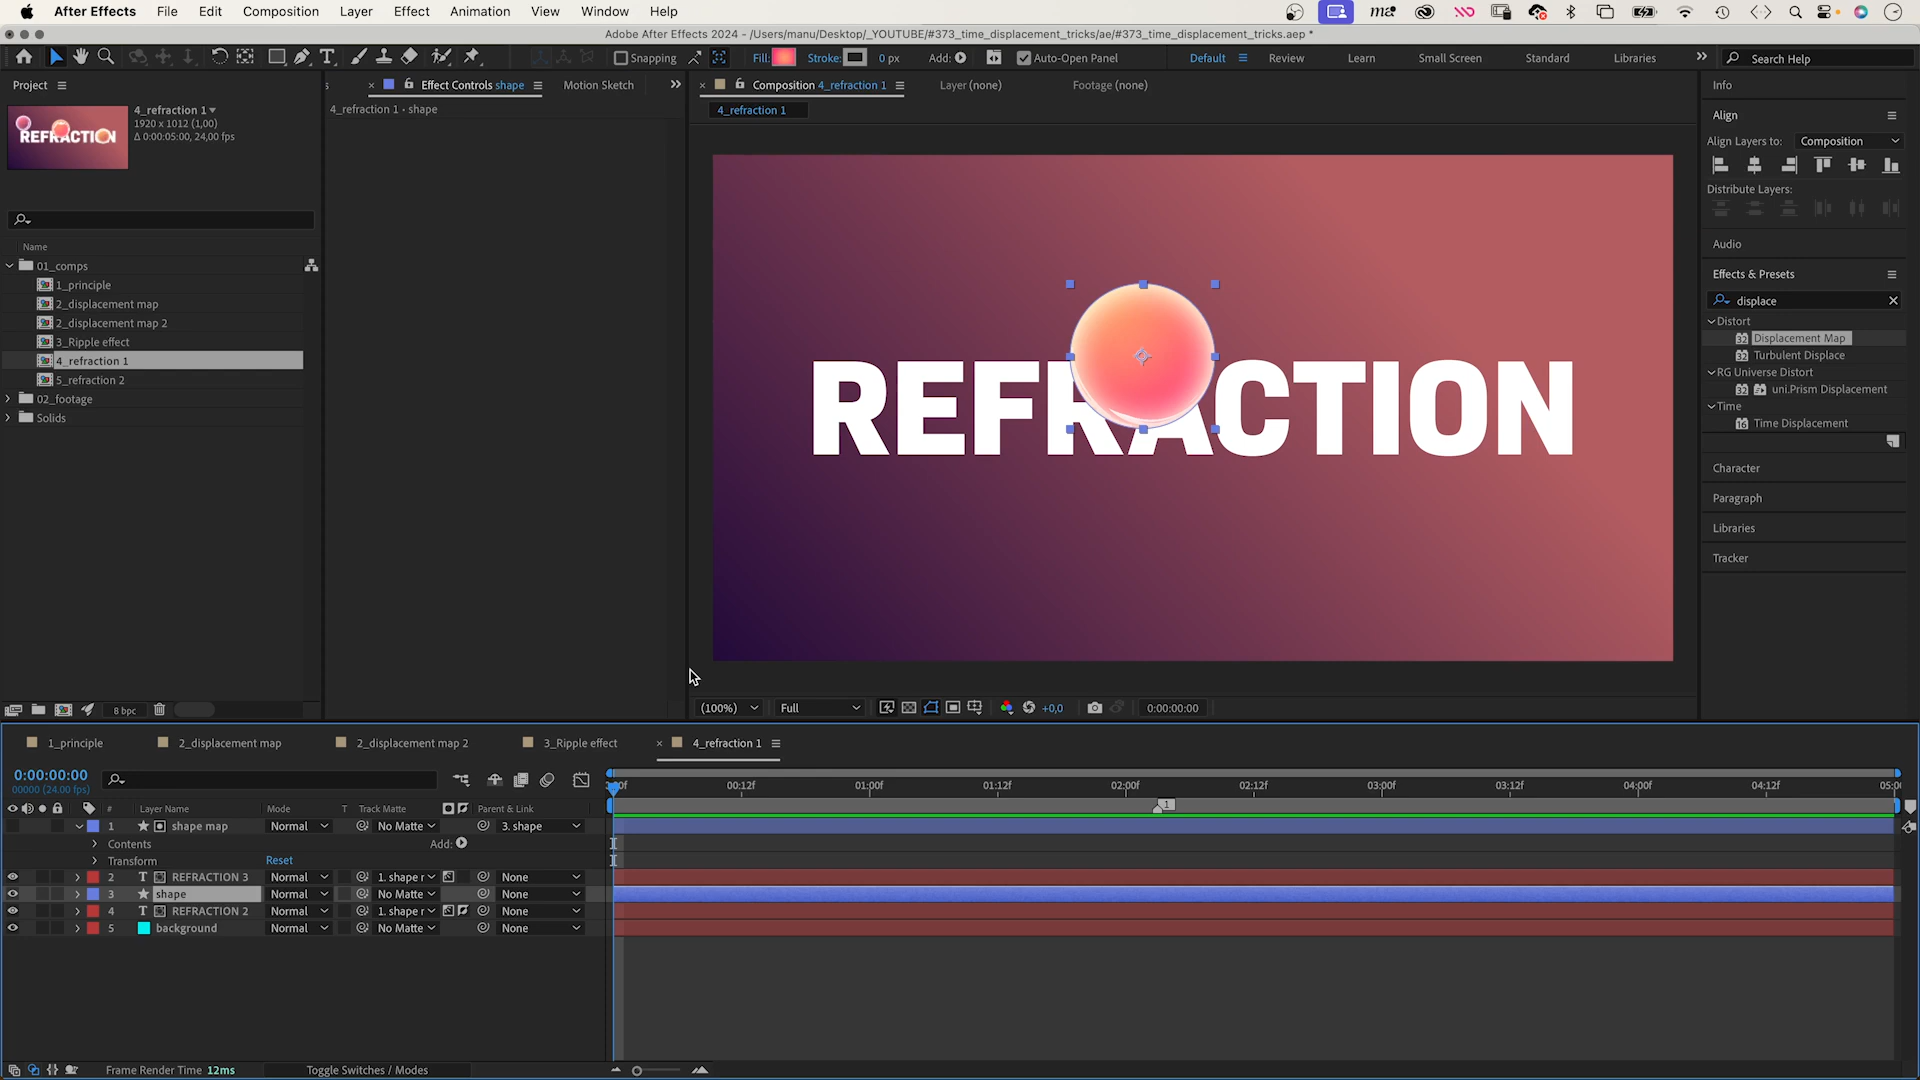 After Effects File Edit Composition Layer Effect Animation View Window Help
Adobe After Effects 2024 - /Users/manu/Desktop/_YOUTUBE/#373_time_displacement_tricks/ae/#373_time_displacement_tricks.aep *
Snapping Fill: Stroke: 0 px Add: Auto-Open Panel Default Review Learn Small Screen Standard Libraries Search Help
Project Effect Controls shape Motion Sketch Composition 4_refraction 1 Layer (none) Footage (none) Info
4_refraction 1 • shape
4_refraction 1
4_refraction 1
1920 x 1012 (1,00)
Δ 0:00:05:00, 24,00 fps
REFRACTION
Name
01_comps
1_principle
2_displacement map
2_displacement map 2
3_Ripple effect
4_refraction 1
5_refraction 2
02_footage
Solids
8 bpc
REFRACTION
(100%) Full +0,0 0:00:00:00
Align
Align Layers to: Composition
Distribute Layers:
Audio
Effects & Presets
displace
Distort
32 Displacement Map
32 Turbulent Displace
RG Universe Distort
32 uni.Prism Displacement
Time
16 Time Displacement
Character
Paragraph
Libraries
Tracker
1_principle 2_displacement map 2_displacement map 2 3_Ripple effect 4_refraction 1
0:00:00:00
00000 (24.00 fps)
00f 00:12f 01:00f 01:12f 02:00f 02:12f 03:00f 03:12f 04:00f 04:12f 05:0
1
# Layer Name Mode T Track Matte Parent & Link
1 shape map Normal No Matte 3. shape
Contents Add:
Transform Reset
2 T REFRACTION 3 Normal 1. shape r None
3 shape Normal No Matte None
4 T REFRACTION 2 Normal 1. shape r None
5 background Normal No Matte None
Frame Render Time 12ms Toggle Switches / Modes